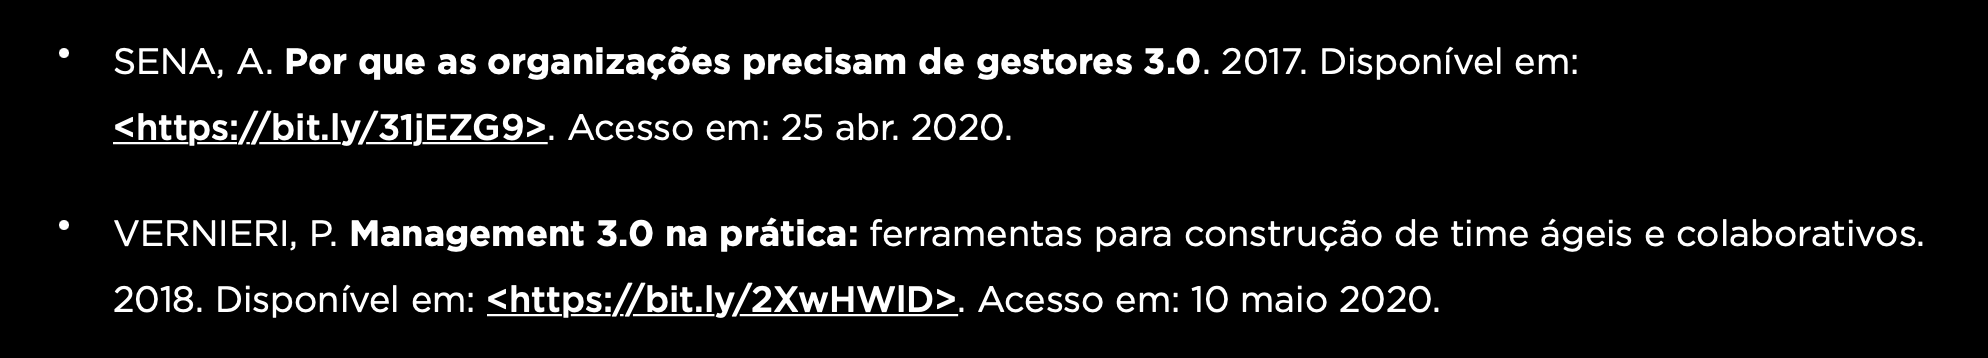 • SENA, A. Por que as organizações precisam de gestores 3.0. 2017. Disponível em:
<https://bit.ly/31jEZG9>. Acesso em: 25 abr. 2020.
• VERNIERI, P. Management 3.0 na prática: ferramentas para construção de time ágeis e colaborativos.
2018. Disponível em: <https://bit.ly/2XwHWlD>. Acesso em: 10 maio 2020.